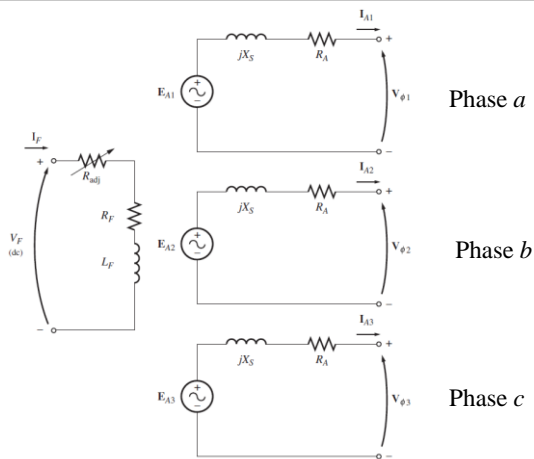 I_A1
+
jX_S
R_A
+
−
E_A1
V_ϕ1
−
Phase a
I_A2
+
jX_S
R_A
+
−
E_A2
V_ϕ2
−
Phase b
I_F
+
R_adj
R_F
V_F
(dc)
L_F
−
I_A3
+
jX_S
R_A
+
−
E_A3
V_ϕ3
−
Phase c